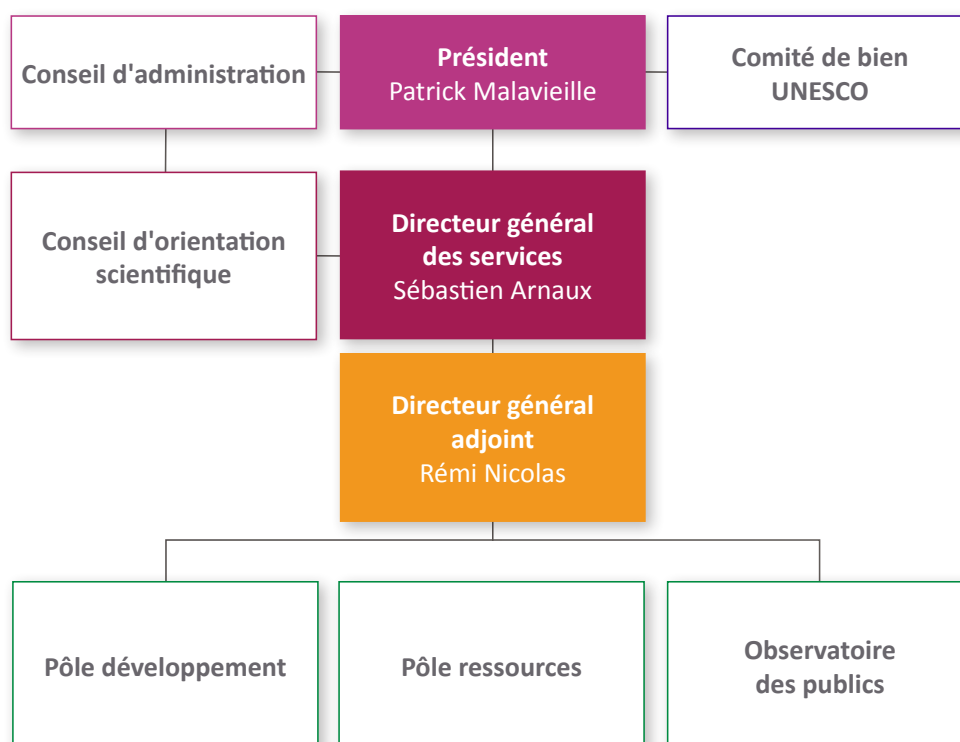 Conseil d'administration
Président
Patrick Malavieille
Comité de bien
UNESCO
Conseil d'orientation
scientifique
Directeur général
des services
Sébastien Arnaux
Directeur général
adjoint
Rémi Nicolas
Pôle développement
Pôle ressources
Observatoire
des publics